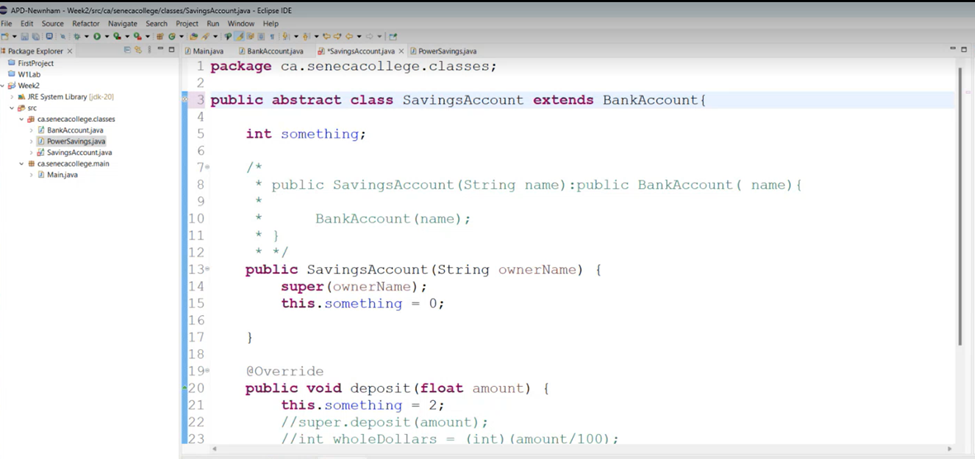 APD-Newnham - Week2/src/ca/senecacollege/classes/SavingsAccount.java - Eclipse IDE
File Edit Source Refactor Navigate Search Project Run Window Help
Package Explorer
Main.java BankAccount.java *SavingsAccount.java PowerSavings.java
FirstProject
W1Lab
Week2
JRE System Library [jdk-20]
src
ca.senecacollege.classes
BankAccount.java
PowerSavings.java
SavingsAccount.java
ca.senecacollege.main
Main.java
1 package ca.senecacollege.classes;
2
3 public abstract class SavingsAccount extends BankAccount{
4
5 int something;
6
7 /*
8 * public SavingsAccount(String name):public BankAccount( name){
9 *
10 * BankAccount(name);
11 * }
12 * */
13 public SavingsAccount(String ownerName) {
14 super(ownerName);
15 this.something = 0;
16
17 }
18
19 @Override
20 public void deposit(float amount) {
21 this.something = 2;
22 //super.deposit(amount);
23 //int wholeDollars = (int)(amount/100);